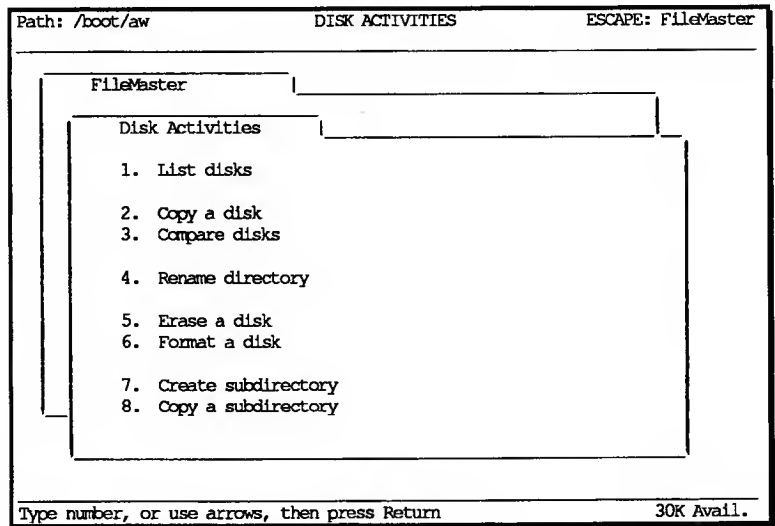 Path: /boot/aw DISK ACTIVITIES ESCAPE: FileMaster
FileMaster
Disk Activities
1. List disks
2. Copy a disk
3. Compare disks
4. Rename directory
5. Erase a disk
6. Format a disk
7. Create subdirectory
8. Copy a subdirectory
Type number, or use arrows, then press Return 30K Avail.